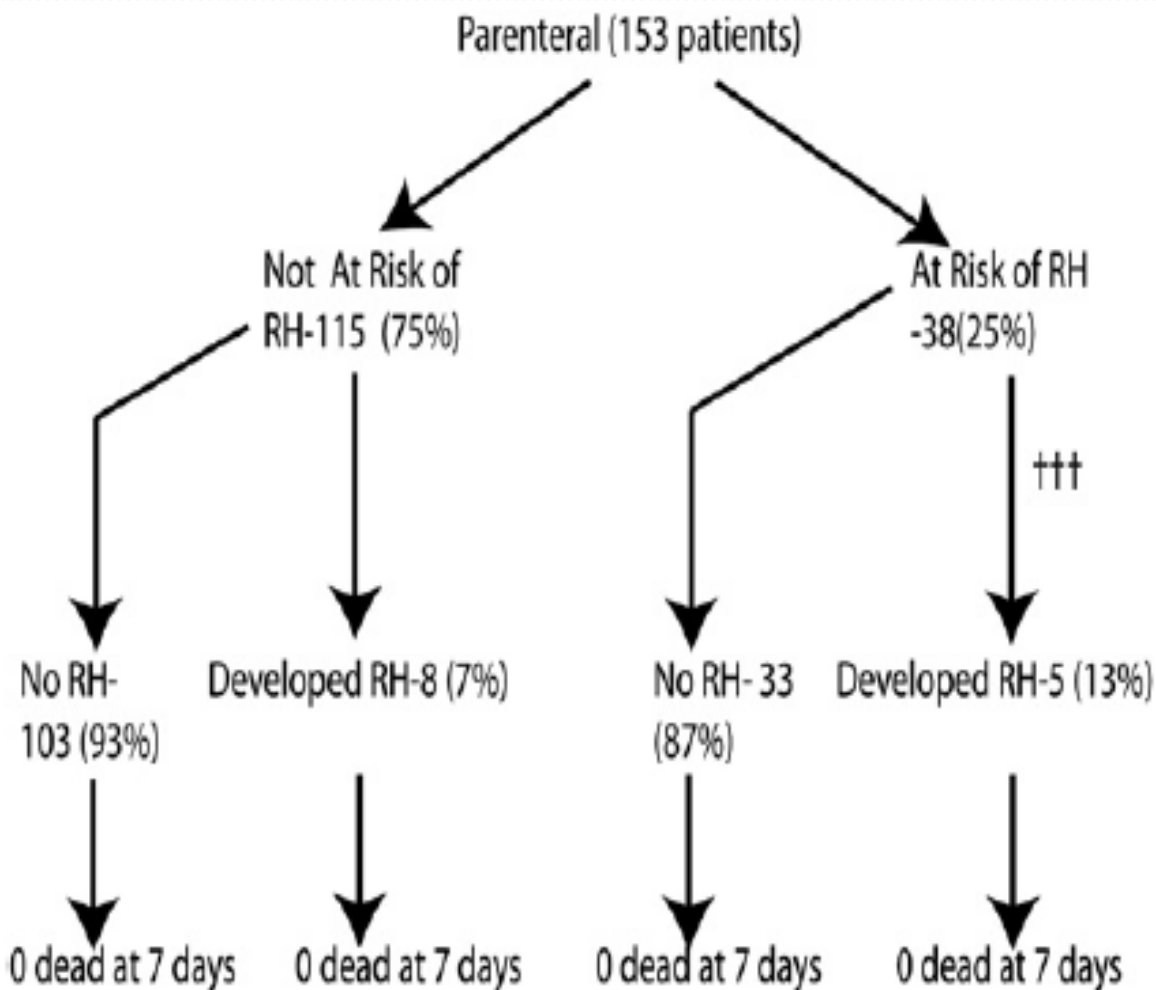 Parenteral (153 patients)
Not At Risk of
RH-115 (75%)
At Risk of RH
-38(25%)
†††
No RH-
103 (93%)
Developed RH-8 (7%)
No RH- 33
(87%)
Developed RH-5 (13%)
0 dead at 7 days
0 dead at 7 days
0 dead at 7 days
0 dead at 7 days